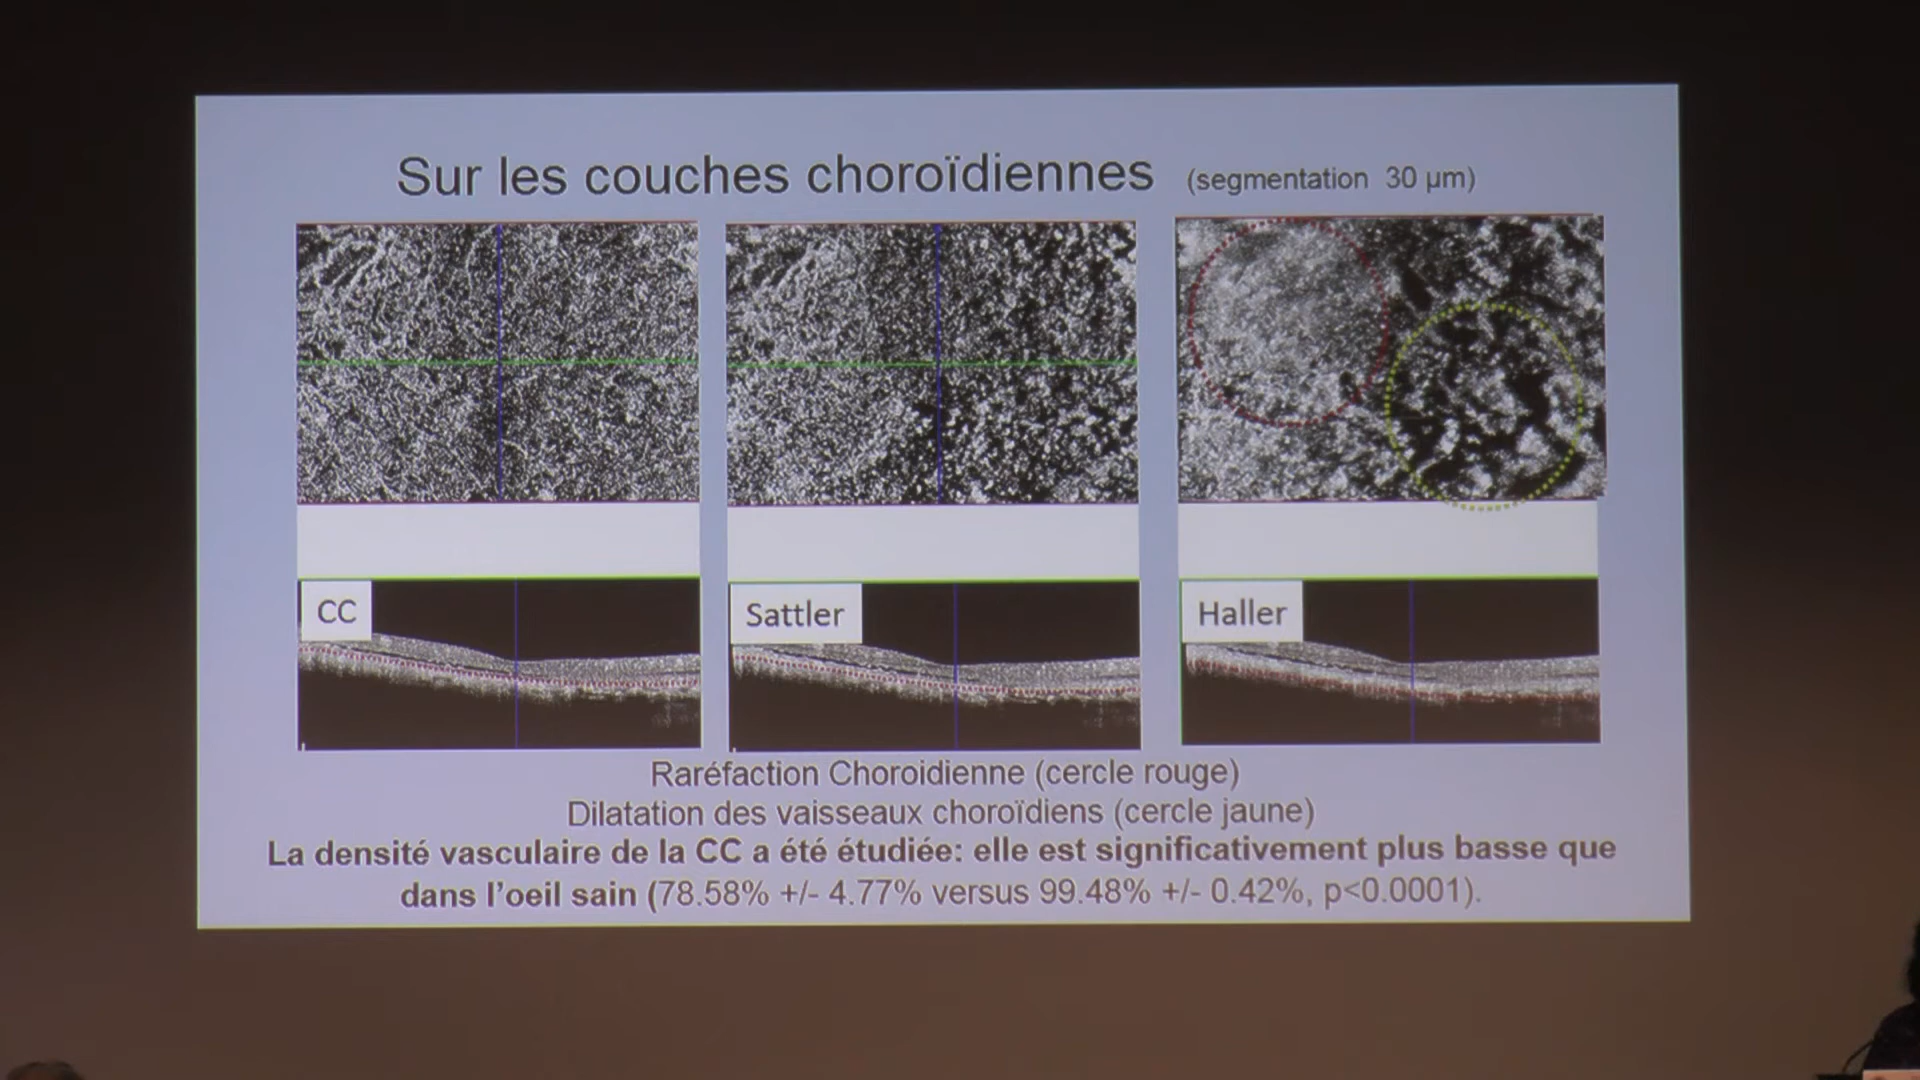 Sur les couches choroïdiennes (segmentation 30 µm)
CC
Sattler
Haller
Raréfaction Choroidienne (cercle rouge)
Dilatation des vaisseaux choroïdiens (cercle jaune)
La densité vasculaire de la CC a été étudiée: elle est significativement plus basse que
dans l'oeil sain (78.58% +/- 4.77% versus 99.48% +/- 0.42%, p<0.0001).